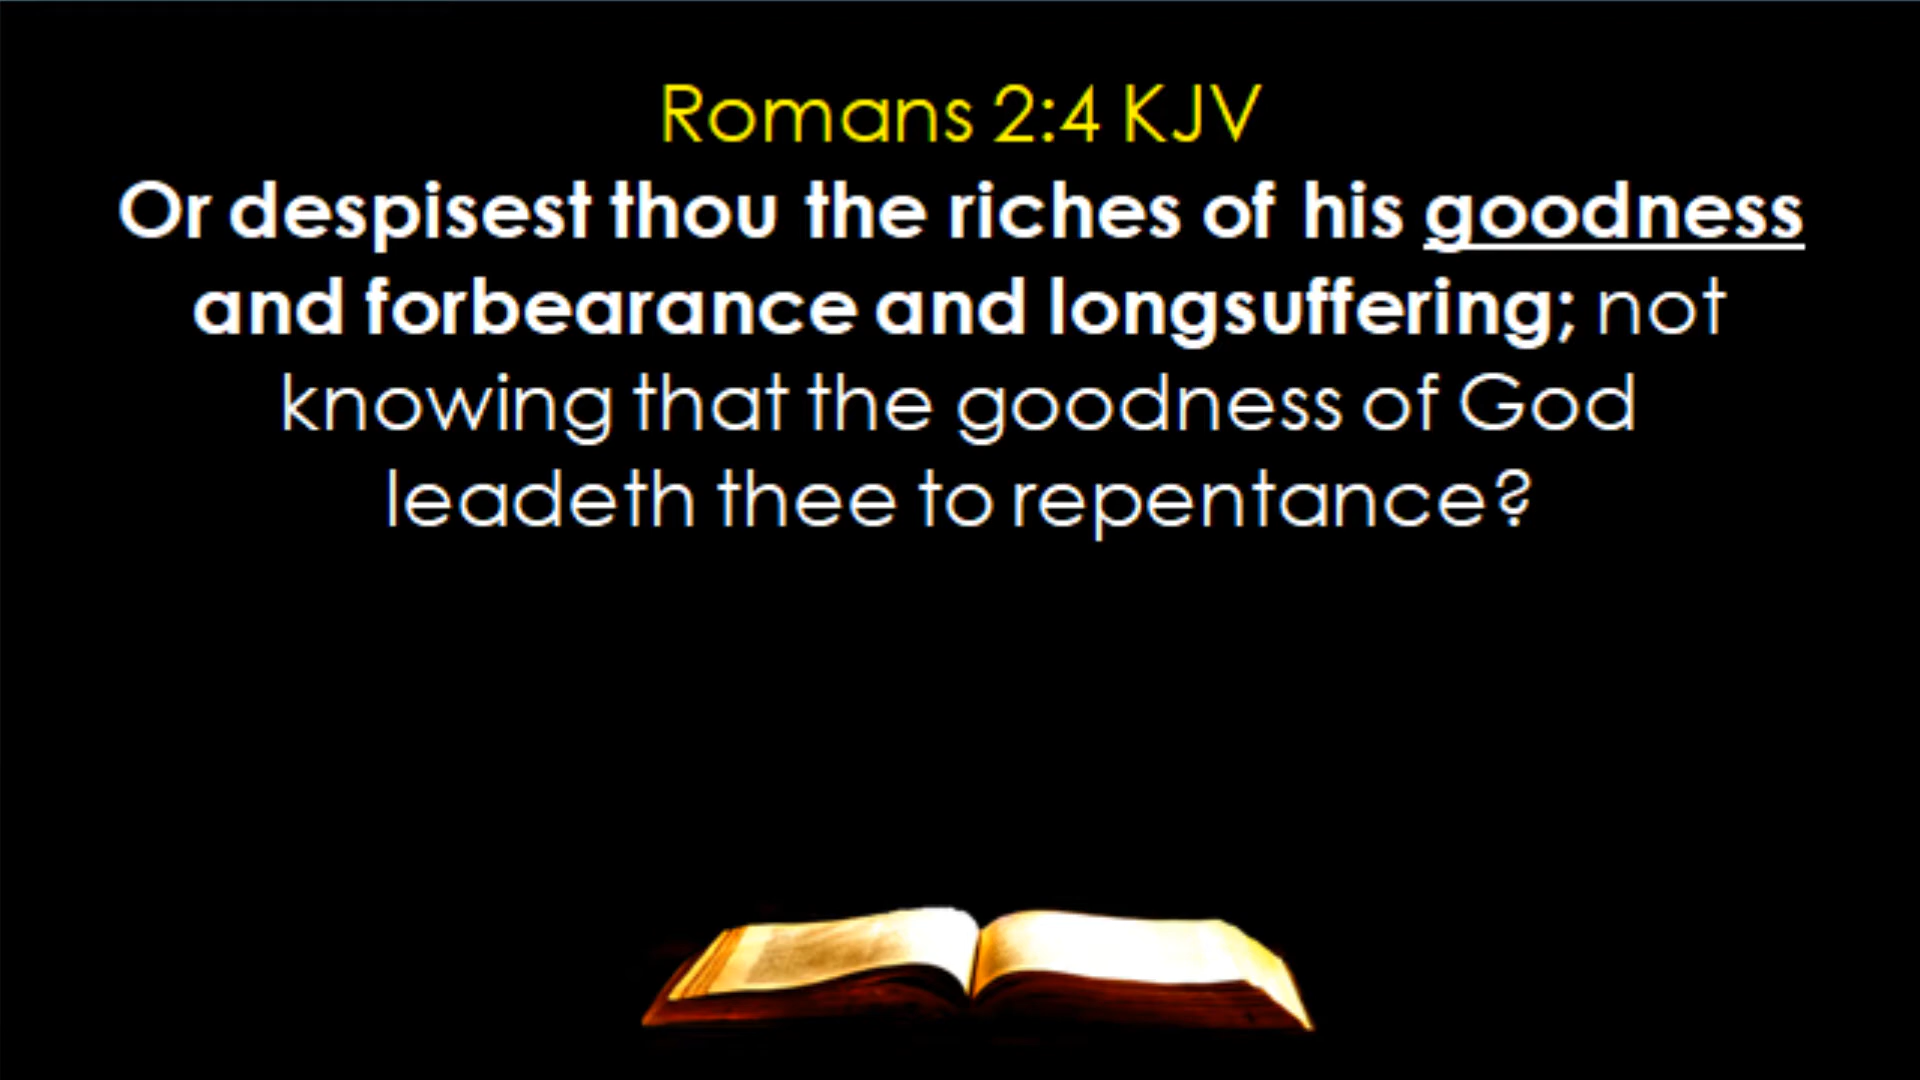 Romans 2:4 KJV
Or despisest thou the riches of his goodness
and forbearance and longsuffering; not
knowing that the goodness of God
leadeth thee to repentance?